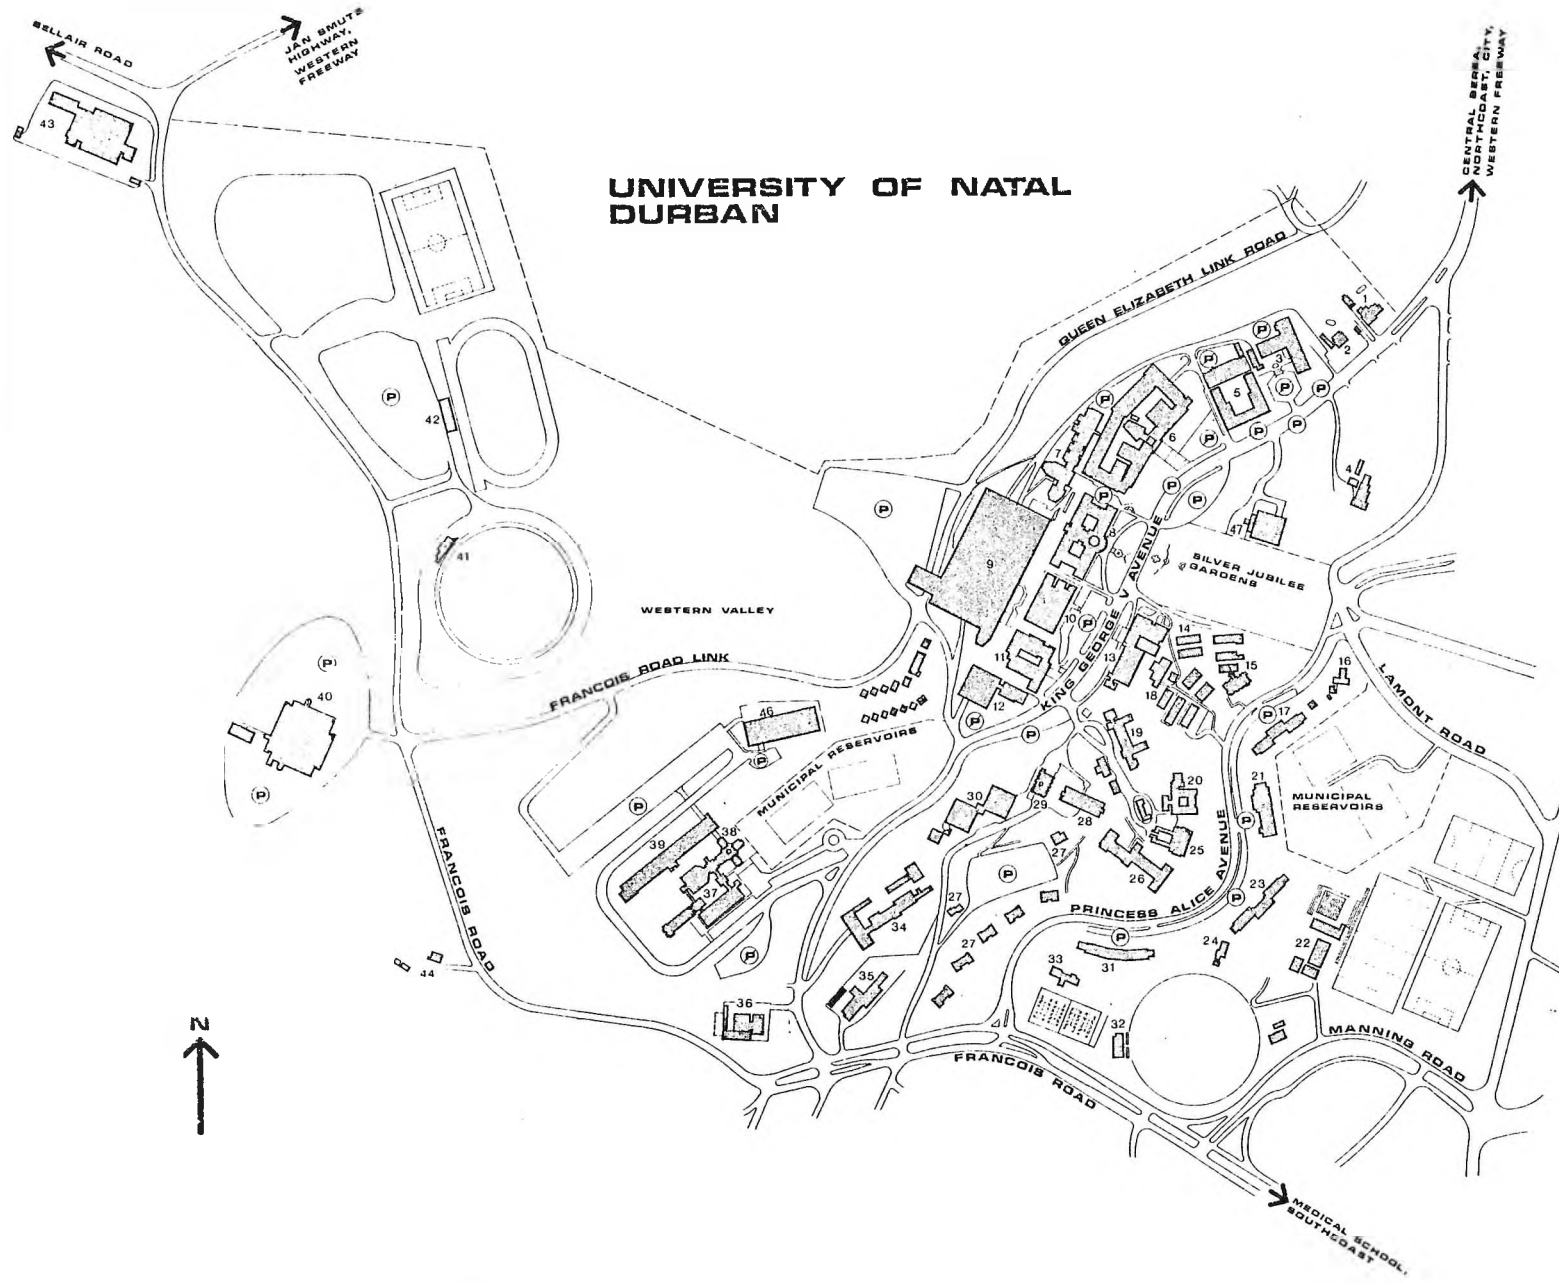 BELLAIR ROAD
JAN SMUTS
HIGHWAY,
WESTERN
FREEWAY
CENTRAL BEREA,
NORTHCOAST, CITY,
WESTERN FREEWAY
43
UNIVERSITY OF NATAL
DURBAN
QUEEN ELIZABETH LINK ROAD
1
2
3
P
P
P
P
5
P
42
P
6
7
P
P
P
4
P
P
P
P
P
47
8
41
9
V AVENUE
SILVER JUBILEE
GARDENS
WESTERN VALLEY
10
P
14
11
KING GEORGE
13
15
16
P
40
FRANCOIS ROAD LINK
12
18
LAMONT ROAD
46
P
P
17
P
19
MUNICIPAL RESERVOIRS
P
P
30
29
28
20
21
MUNICIPAL
RESERVOIRS
P
39
38
27
25
26
37
P
34
27
PRINCESS ALICE AVENUE
P
23
FRANCOIS ROAD
P
27
P
31
24
22
44
35
33
36
32
N
MANNING ROAD
FRANCOIS ROAD
MEDICAL SCHOOL,
SOUTHCOAST